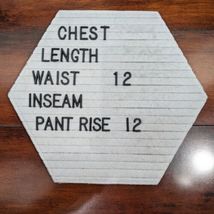 CHEST
LENGTH
WAIST 12
INSEAM
PANT RISE 12